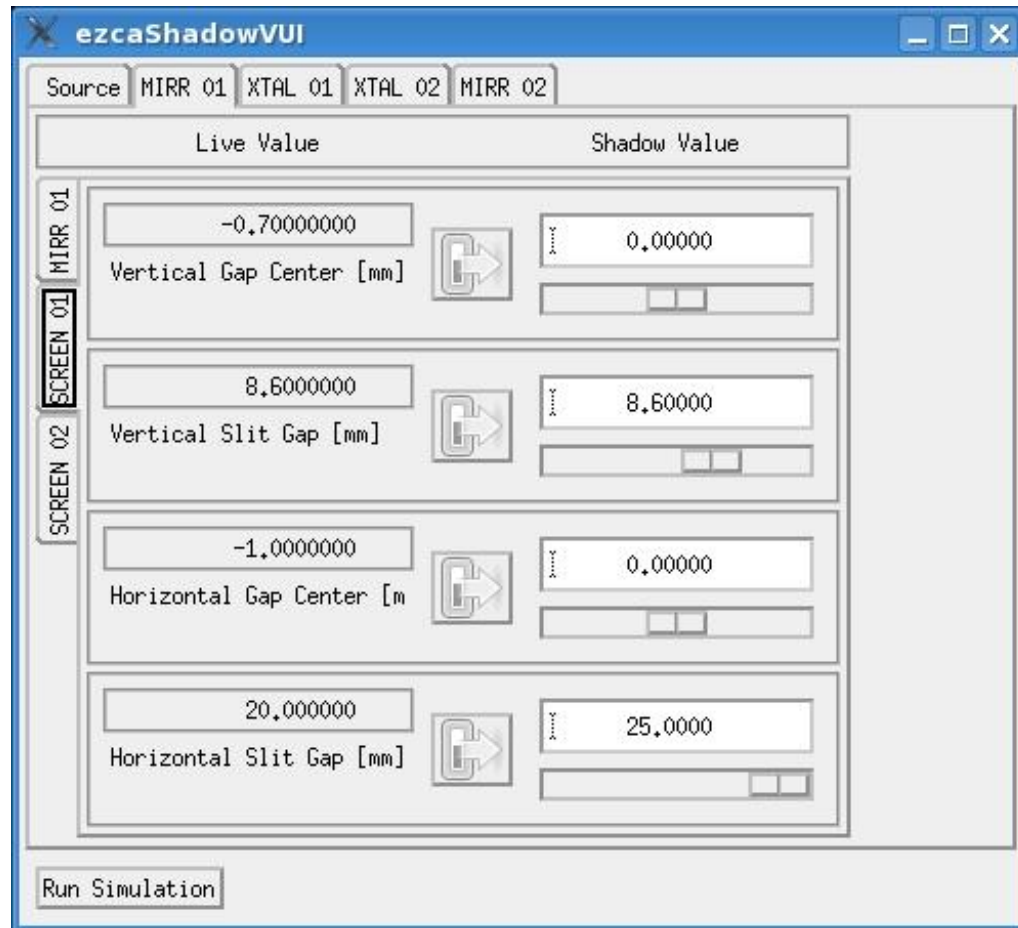 ezcaShadowVUI
Source MIRR 01 XTAL 01 XTAL 02 MIRR 02
Live Value Shadow Value
MIRR 01
SCREEN 01
SCREEN 02
-0.70000000 0.00000
Vertical Gap Center [mm]
8.6000000 8.60000
Vertical Slit Gap [mm]
-1.0000000 0.00000
Horizontal Gap Center [m
20.000000 25.0000
Horizontal Slit Gap [mm]
Run Simulation